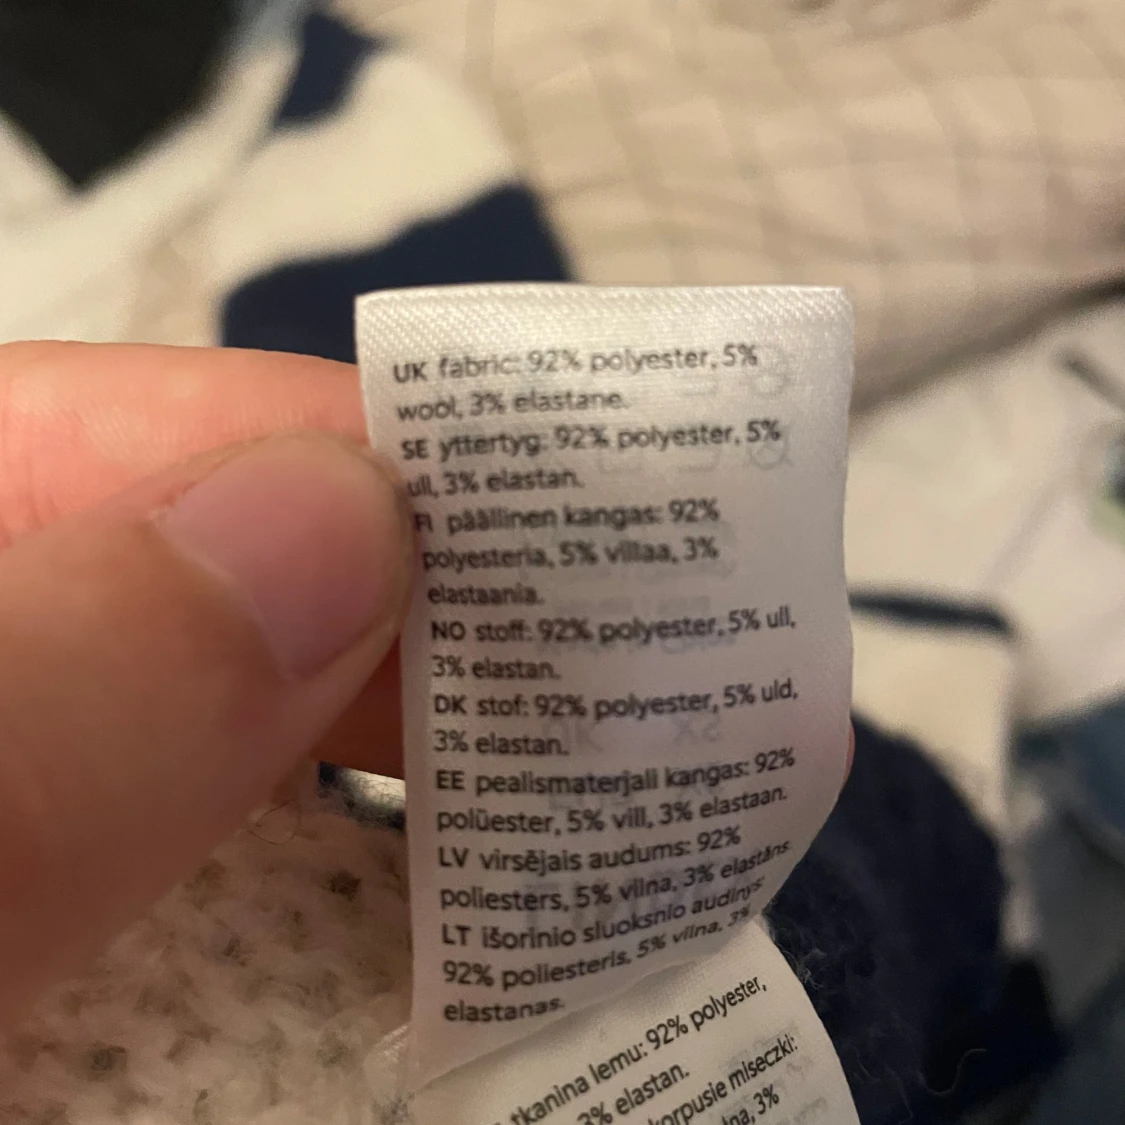 UK fabric: 92% polyester, 5%
wool, 3% elastane.
SE yttertyg: 92% polyester, 5%
ull, 3% elastan.
FI päällinen kangas: 92%
polyesteria, 5% villaa, 3%
elastaania.
NO stoff: 92% polyester, 5% ull,
3% elastan.
DK stof: 92% polyester, 5% uld,
3% elastan.
EE pealismaterjali kangas: 92%
polüester, 5% vill, 3% elastaan.
LV virsējais audums: 92%
poliesters, 5% vilna, 3% elastāns.
LT išorinio sluoksnio audinys:
92% poliesteris, 5% vilna, 3%
elastanas.
tkanina lemu: 92% polyester,
3% elastan.
korpusie miseczki:
3%